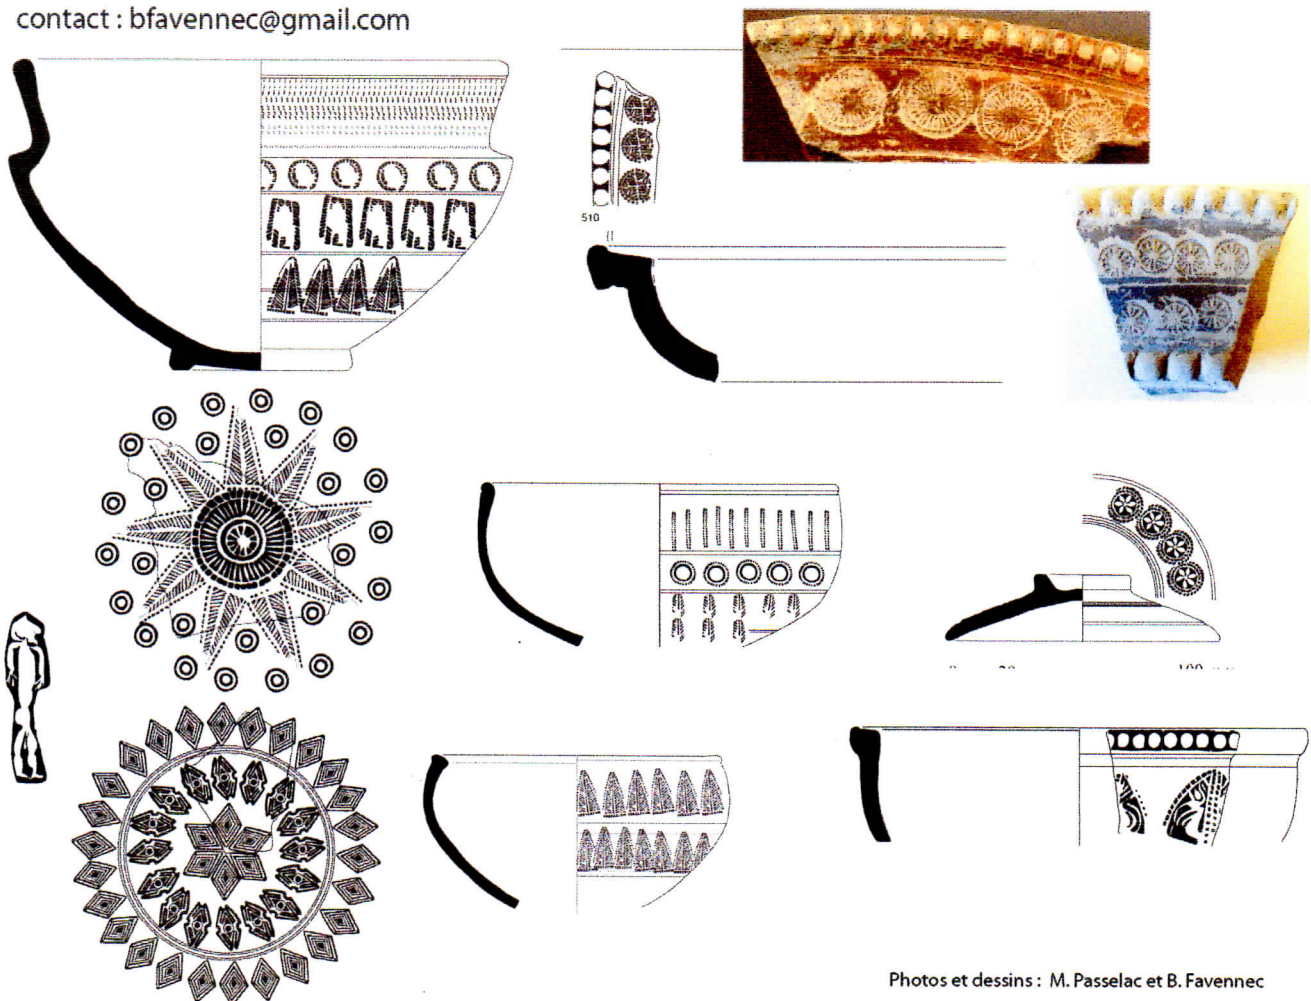 contact : bfavennec@gmail.com
510
Photos et dessins : M. Passelac et B. Favennec